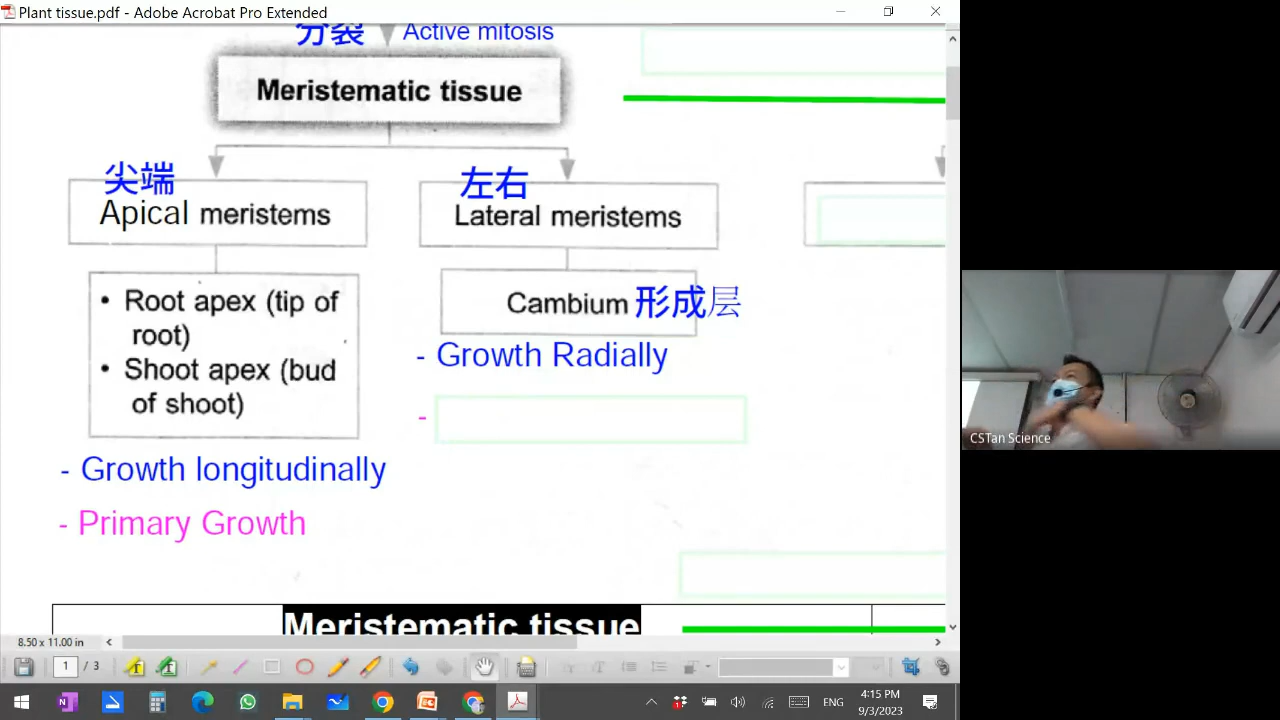 Plant tissue.pdf - Adobe Acrobat Pro Extended
分裂 Active mitosis
Meristematic tissue
尖端
Apical meristems
左右
Lateral meristems
• Root apex (tip of
root)
• Shoot apex (bud
of shoot)
Cambium 形成层
- Growth Radially
-
- Growth longitudinally
- Primary Growth
Meristematic tissue
CSTan Science
8.50 x 11.00 in
1 / 3
ENG
4:15 PM
9/3/2023